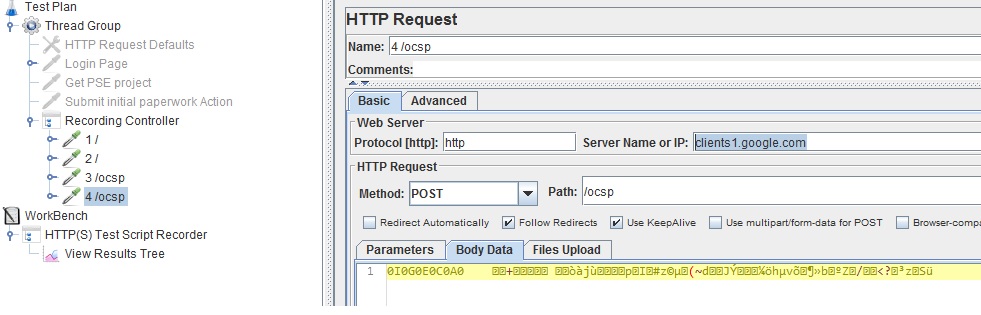 Test Plan
Thread Group
HTTP Request Defaults
Login Page
Get PSE project
Submit initial paperwork Action
Recording Controller
1 /
2 /
3 /ocsp
4 /ocsp
WorkBench
HTTP(S) Test Script Recorder
View Results Tree
HTTP Request
Name: 4 /ocsp
Comments:
Basic Advanced
Web Server
Protocol [http]: http Server Name or IP: clients1.google.com
HTTP Request
Method: POST Path: /ocsp
Redirect Automatically Follow Redirects Use KeepAlive Use multipart/form-data for POST Browser-compa
Parameters Body Data Files Upload
1 0I0G0E0C0A0